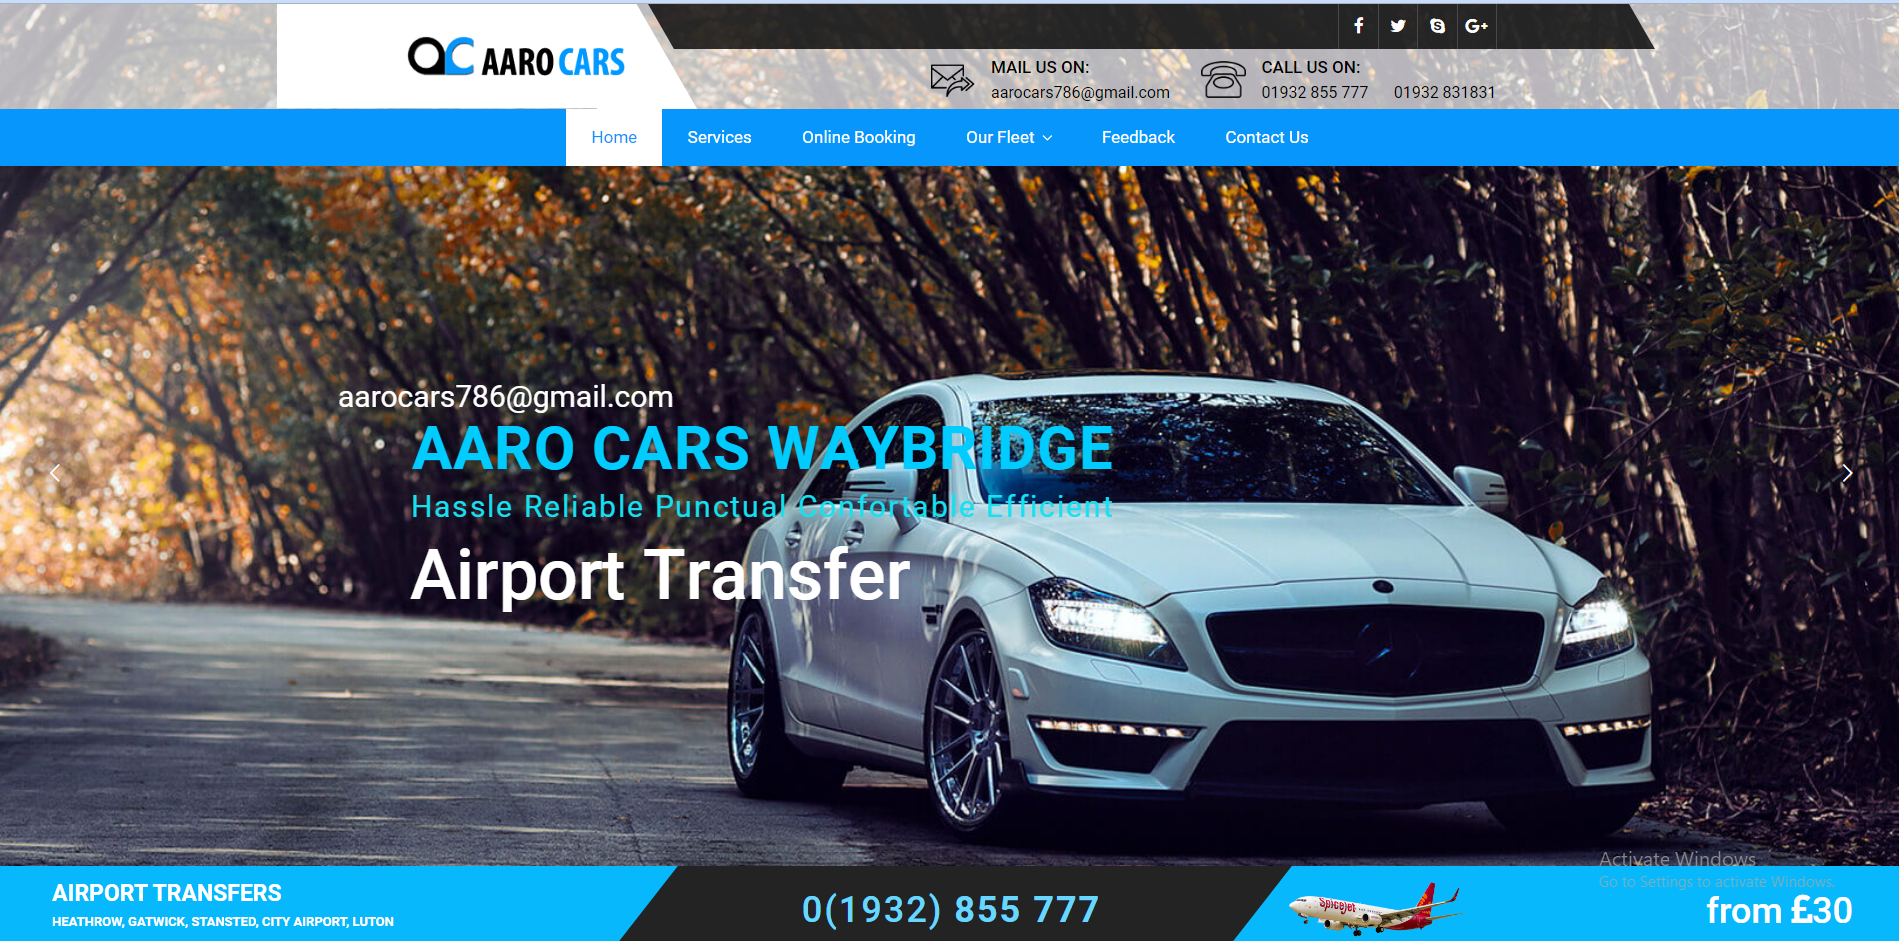 AARO CARS
MAIL US ON:
aarocars786@gmail.com
CALL US ON:
01932 855 777 01932 831831
Home Services Online Booking Our Fleet Feedback Contact Us
aarocars786@gmail.com
AARO CARS WAYBRIDGE
Hassle Reliable Punctual Confortable Efficient
Airport Transfer
AIRPORT TRANSFERS
HEATHROW, GATWICK, STANSTED, CITY AIRPORT, LUTON
0(1932) 855 777
SpiceJet
Activate Windows
Go to Settings to activate Windows.
from £30